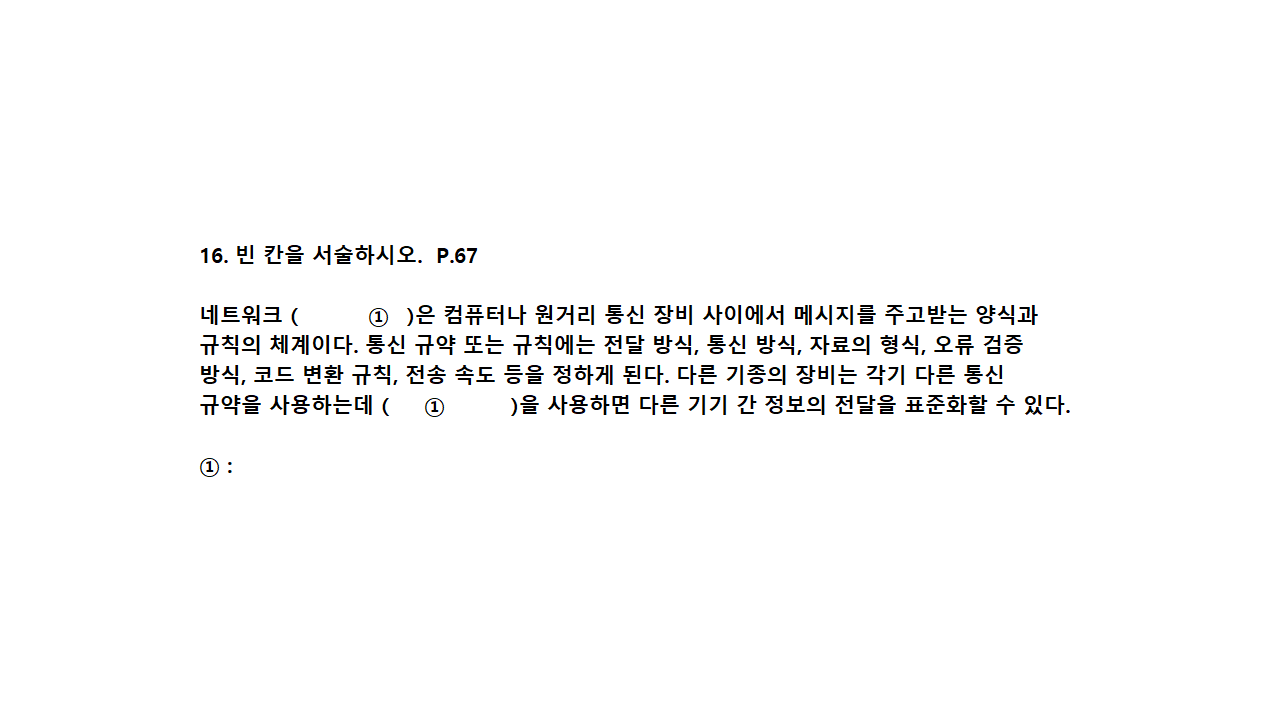 16. 빈 칸을 서술하시오. P.67
네트워크 ( ① )은 컴퓨터나 원거리 통신 장비 사이에서 메시지를 주고받는 양식과
규칙의 체계이다. 통신 규약 또는 규칙에는 전달 방식, 통신 방식, 자료의 형식, 오류 검증
방식, 코드 변환 규칙, 전송 속도 등을 정하게 된다. 다른 기종의 장비는 각기 다른 통신
규약을 사용하는데 ( ① )을 사용하면 다른 기기 간 정보의 전달을 표준화할 수 있다.
① :